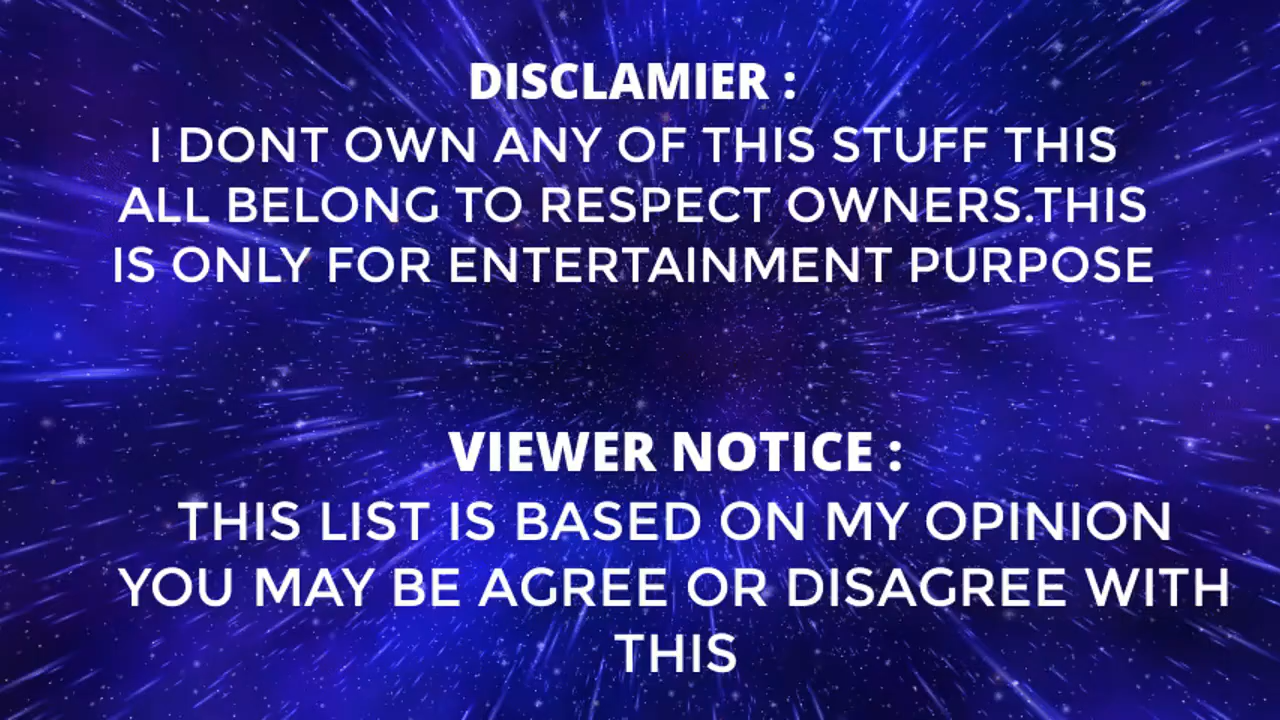 DISCLAMIER :
I DONT OWN ANY OF THIS STUFF THIS
ALL BELONG TO RESPECT OWNERS.THIS
IS ONLY FOR ENTERTAINMENT PURPOSE
VIEWER NOTICE :
THIS LIST IS BASED ON MY OPINION
YOU MAY BE AGREE OR DISAGREE WITH
THIS